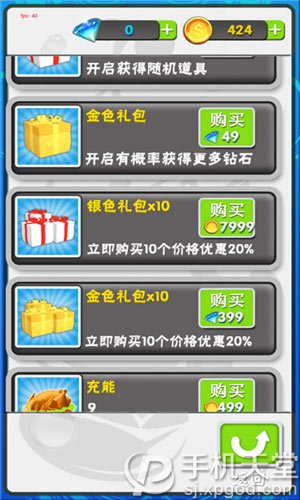 fps: 40
0
424
开启获得随机道具
金色礼包
购买
49
开启有概率获得更多钻石
银色礼包x10
购买
7999
立即购买10个价格优惠20%
金色礼包x10
购买
399
立即购买10个价格优惠20%
充能
购买
9
499
手机天堂
sj.xpgod.com